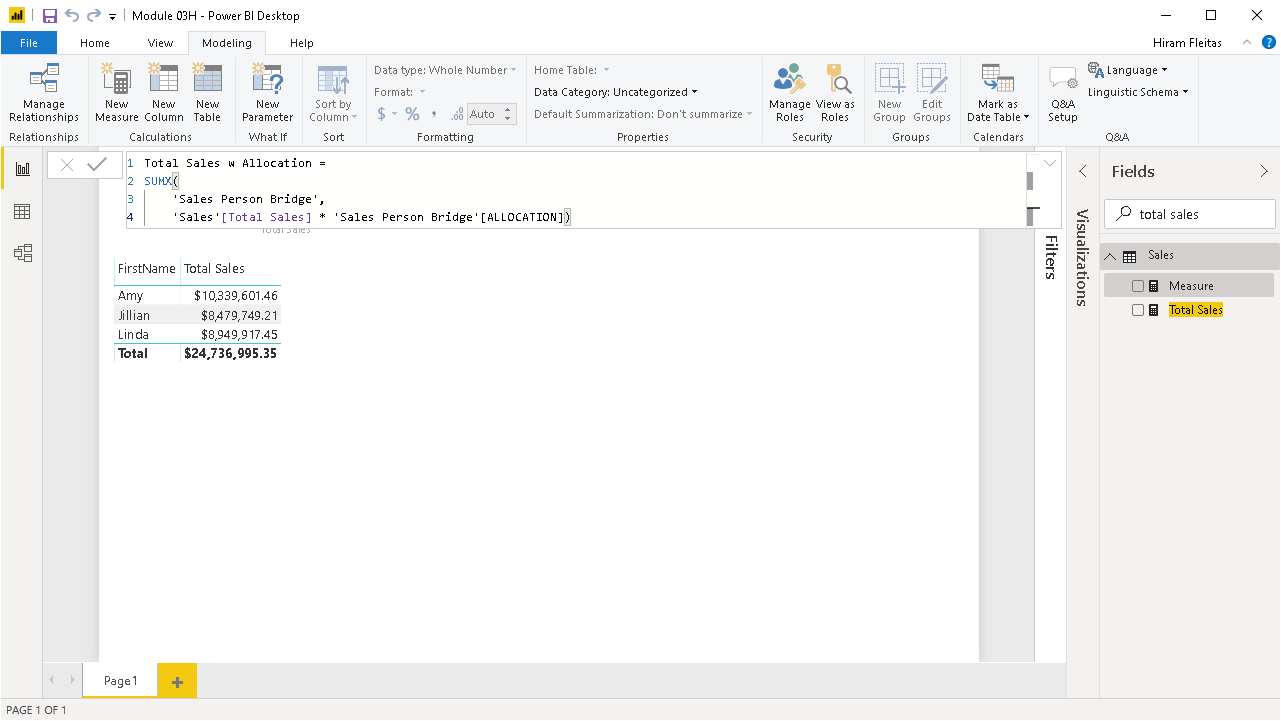 Module 03H - Power BI Desktop
File Home View Modeling Help Hiram Fleitas
Manage Relationships
New Measure
New Column
New Table
New Parameter
Sort by Column
Data type: Whole Number
Format:
$ % , .00 Auto
Home Table:
Data Category: Uncategorized
Default Summarization: Don't summarize
Manage Roles
View as Roles
New Group
Edit Groups
Mark as Date Table
Q&A Setup
Language
Linguistic Schema
Relationships Calculations What If Sort Formatting Properties Security Groups Calendars Q&A
1 Total Sales w Allocation =
2 SUMX(
3 'Sales Person Bridge',
4 'Sales'[Total Sales] * 'Sales Person Bridge'[ALLOCATION])
Total Sales
FirstName Total Sales
Amy $10,339,601.46
Jillian $8,479,749.21
Linda $8,949,917.45
Total $24,736,995.35
Filters
Visualizations
Fields
total sales
Sales
Measure
Total Sales
Page1
PAGE 1 OF 1